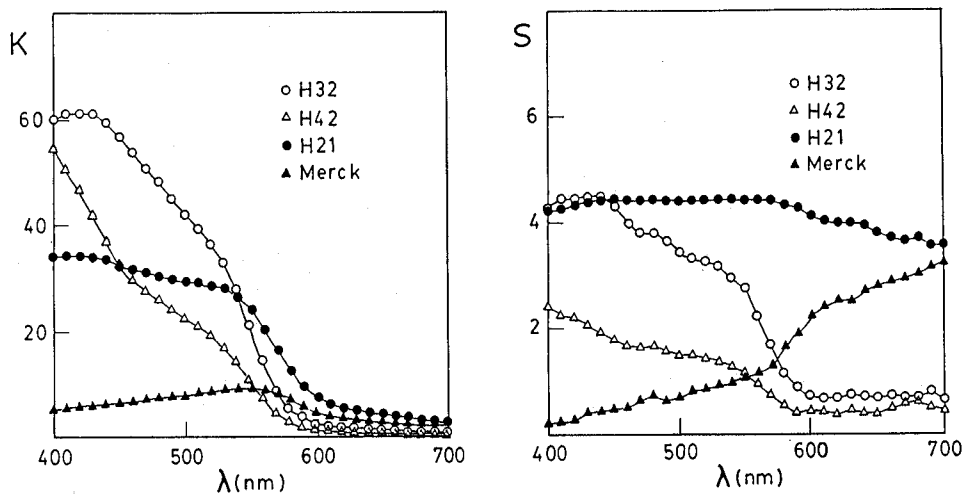 K
○ H32
△ H42
● H21
▲ Merck
60
40
20
400 500 600 700
λ(nm)
S
○ H32
△ H42
● H21
▲ Merck
6
4
2
400 500 600 700
λ(nm)